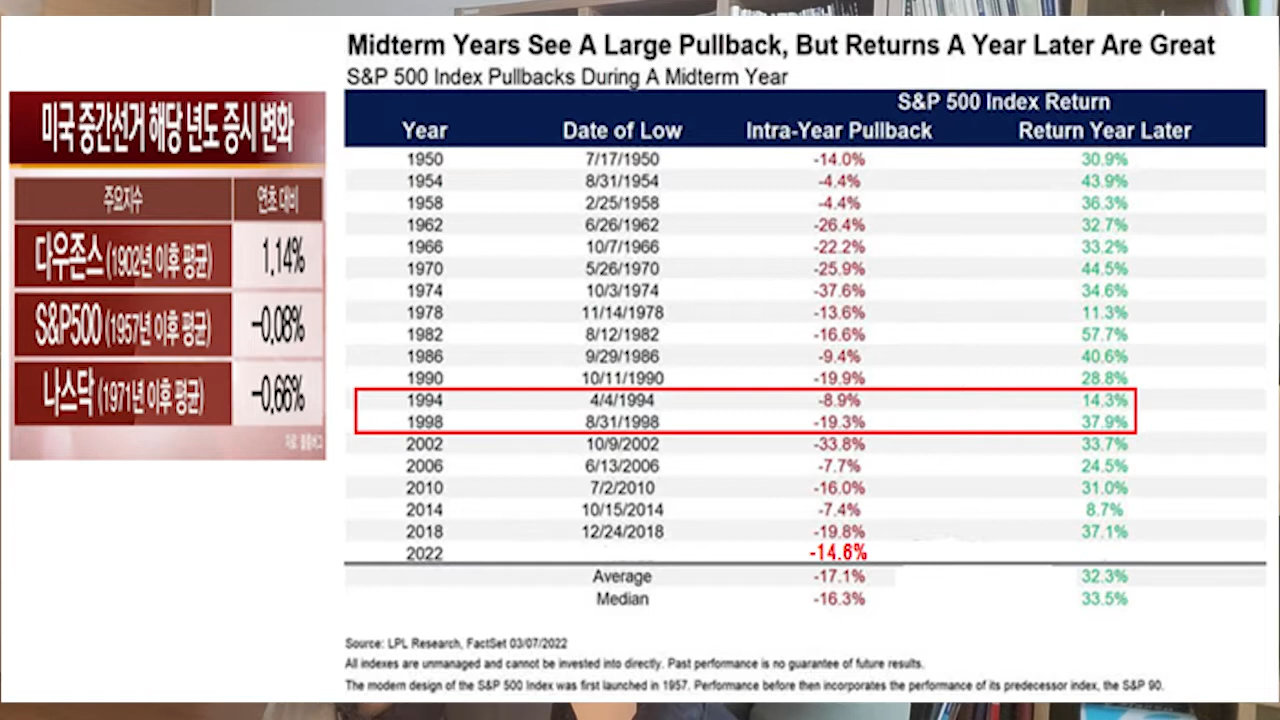 미국 중간선거 해당 년도 증시 변화
주요지수 연초 대비
다우존스 (1902년 이후 평균) 1.14%
S&P500 (1957년 이후 평균) -0.08%
나스닥 (1971년 이후 평균) -0.66%
자료: 블룸버그
Midterm Years See A Large Pullback, But Returns A Year Later Are Great
S&P 500 Index Pullbacks During A Midterm Year
S&P 500 Index Return
Year Date of Low Intra-Year Pullback Return Year Later
1950 7/17/1950 -14.0% 30.9%
1954 8/31/1954 -4.4% 43.9%
1958 2/25/1958 -4.4% 36.3%
1962 6/26/1962 -26.4% 32.7%
1966 10/7/1966 -22.2% 33.2%
1970 5/26/1970 -25.9% 44.5%
1974 10/3/1974 -37.6% 34.6%
1978 11/14/1978 -13.6% 11.3%
1982 8/12/1982 -16.6% 57.7%
1986 9/29/1986 -9.4% 40.6%
1990 10/11/1990 -19.9% 28.8%
1994 4/4/1994 -8.9% 14.3%
1998 8/31/1998 -19.3% 37.9%
2002 10/9/2002 -33.8% 33.7%
2006 6/13/2006 -7.7% 24.5%
2010 7/2/2010 -16.0% 31.0%
2014 10/15/2014 -7.4% 8.7%
2018 12/24/2018 -19.8% 37.1%
2022 -14.6%
Average -17.1% 32.3%
Median -16.3% 33.5%
Source: LPL Research, FactSet 03/07/2022
All indexes are unmanaged and cannot be invested into directly. Past performance is no guarantee of future results.
The modern design of the S&P 500 Index was first launched in 1957. Performance before then incorporates the performance of its predecessor index, the S&P 90.